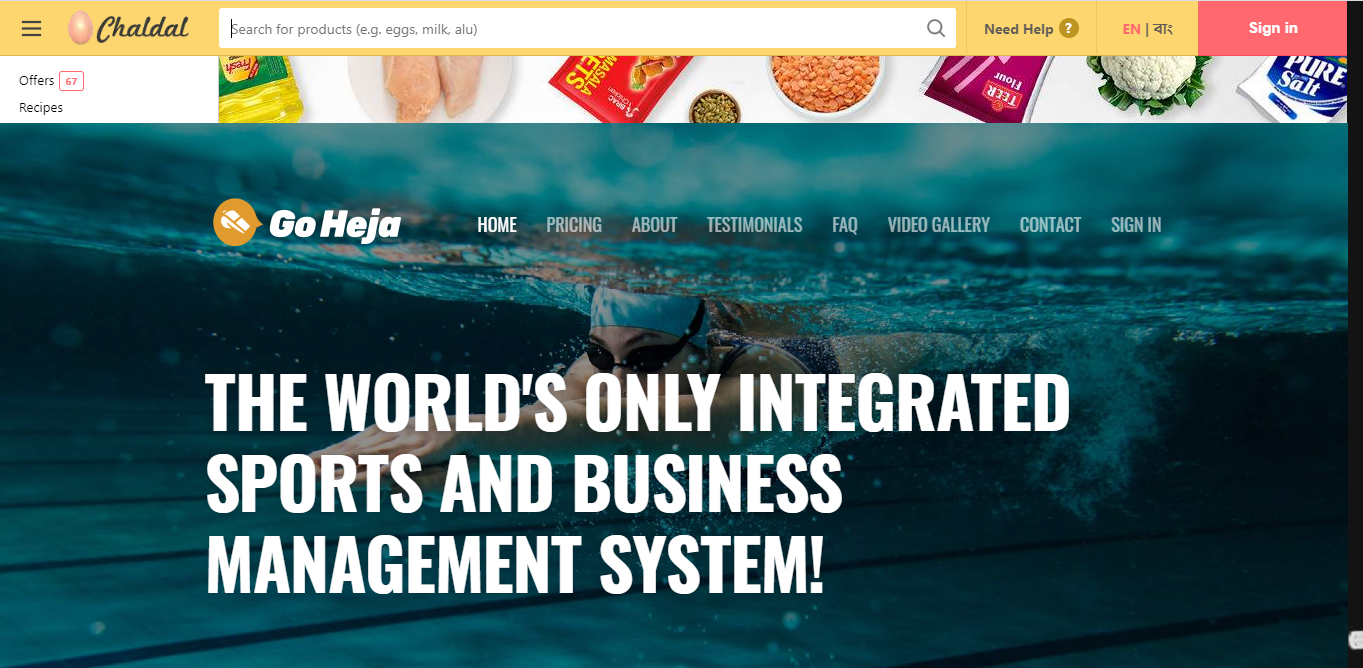 Chaldal
Search for products (e.g. eggs, milk, alu)
Need Help ?
EN | বাং
Sign in
Offers 67
Recipes
Fresh
MASALA
BRAC
Chicken
TEER
Flour
PURE
Salt
Go Heja
HOME PRICING ABOUT TESTIMONIALS FAQ VIDEO GALLERY CONTACT SIGN IN
THE WORLD'S ONLY INTEGRATED
SPORTS AND BUSINESS
MANAGEMENT SYSTEM!